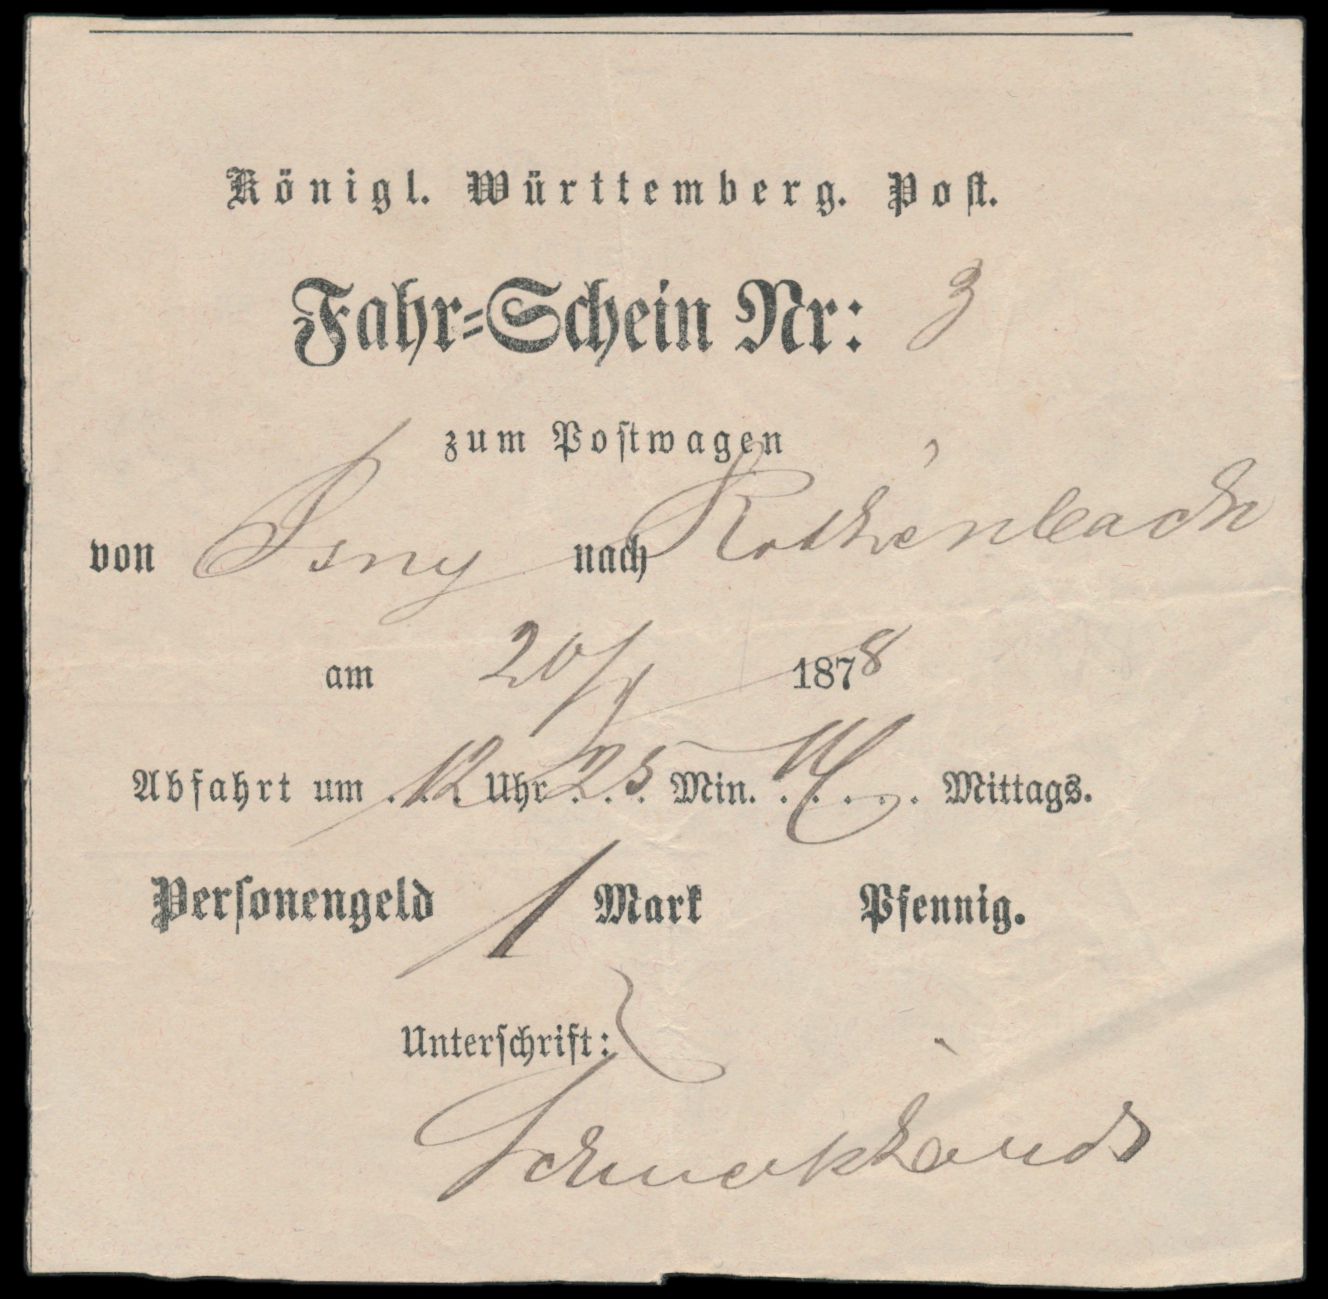 Königl. Württemberg. Post.
Fahr-Schein Nr: 3
zum Postwagen
von Isny nach Rothenbach
am 20/9 1878
Abfahrt um 12 Uhr 25 Min. Mittags.
Personengeld 1 Mark Pfennig.
Unterschrift: